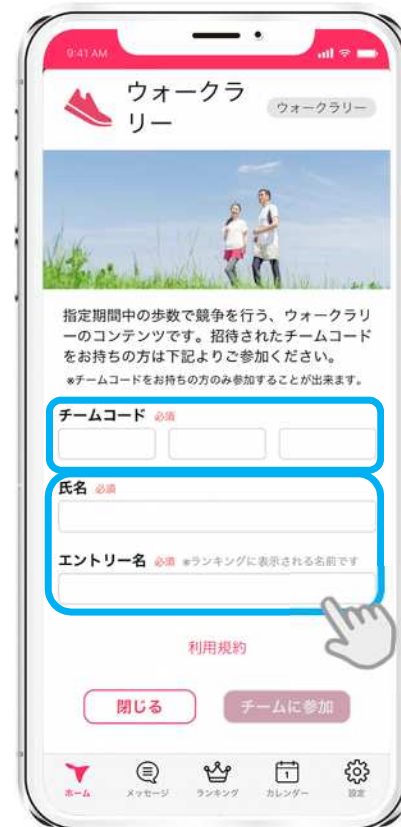 9:41 AM
ウォークラ
リー
ウォークラリー
指定期間中の歩数で競争を行う、ウォークラリ
ーのコンテンツです。招待されたチームコード
をお持ちの方は下記よりご参加ください。
※チームコードをお持ちの方のみ参加することが出来ます。
チームコード 必須
氏名 必須
エントリー名 必須 ※ランキングに表示される名前です
利用規約
閉じる
チームに参加
1
ホーム
メッセージ
ランキング
カレンダー
設定